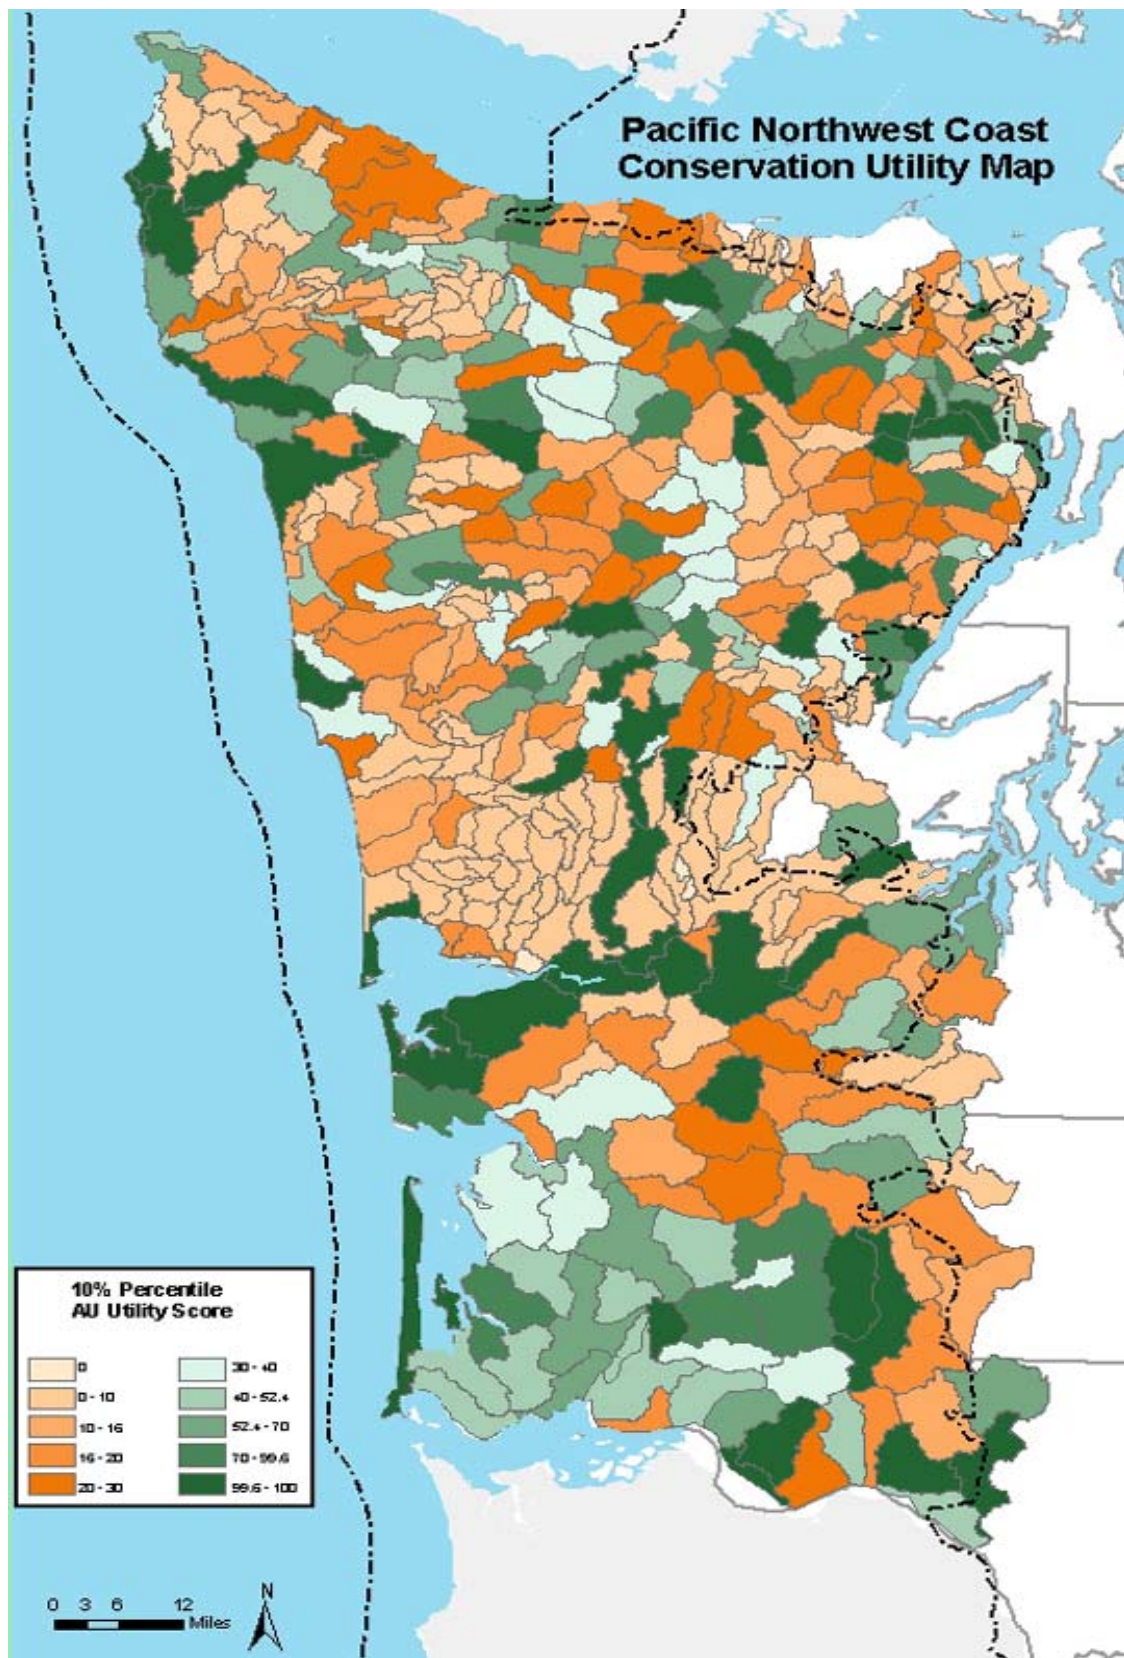 Pacific Northwest Coast
Conservation Utility Map
10% Percentile
AU Utility Score
0
0 - 10
10 - 16
16 - 20
20 - 30
30 - 40
40 - 52.4
52.4 - 70
70 - 99.6
99.6 - 100
0 3 6 12
Miles
N